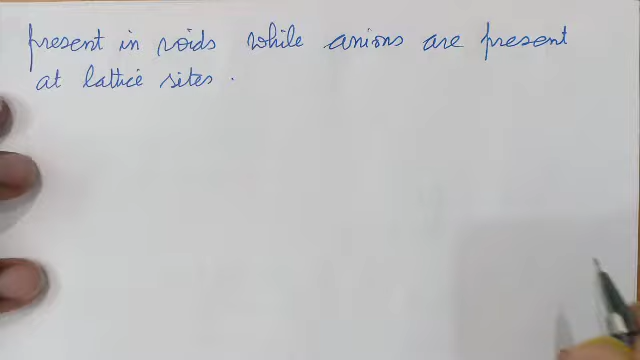 present in voids while anions are present
at lattice sites .